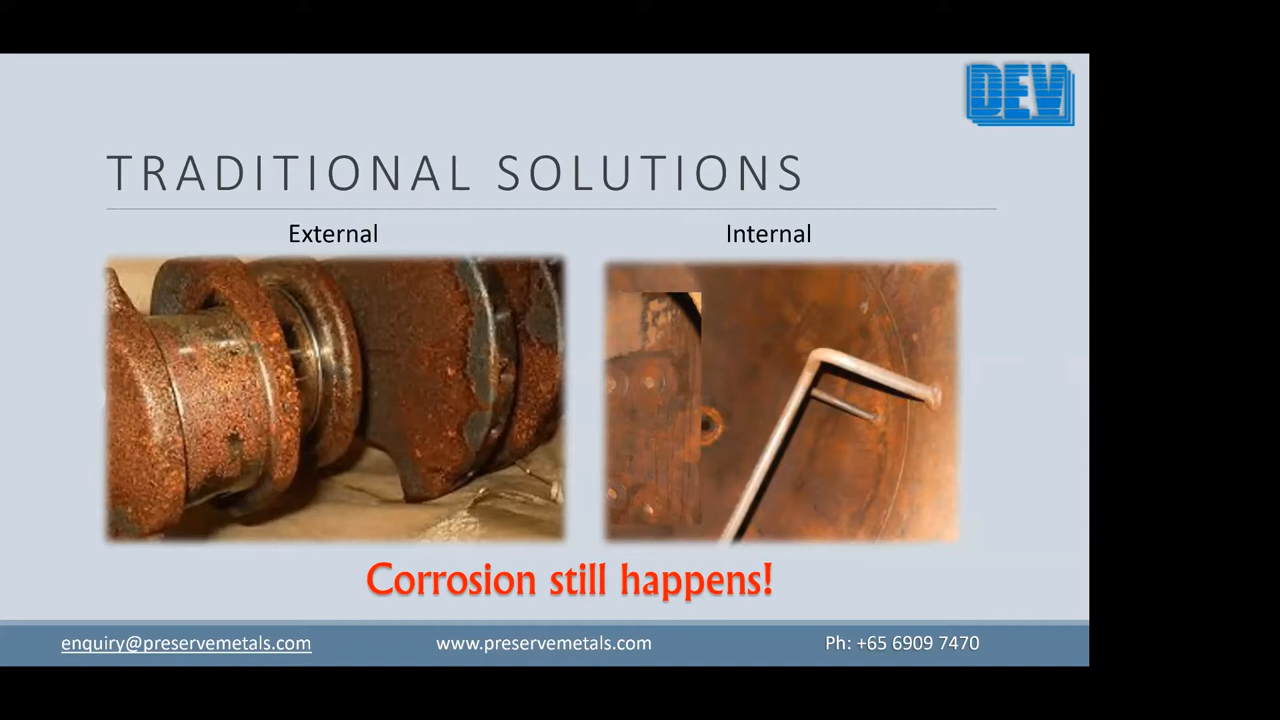 DEV
TRADITIONAL SOLUTIONS
External
Internal
Corrosion still happens!
enquiry@preservemetals.com
www.preservemetals.com
Ph: +65 6909 7470